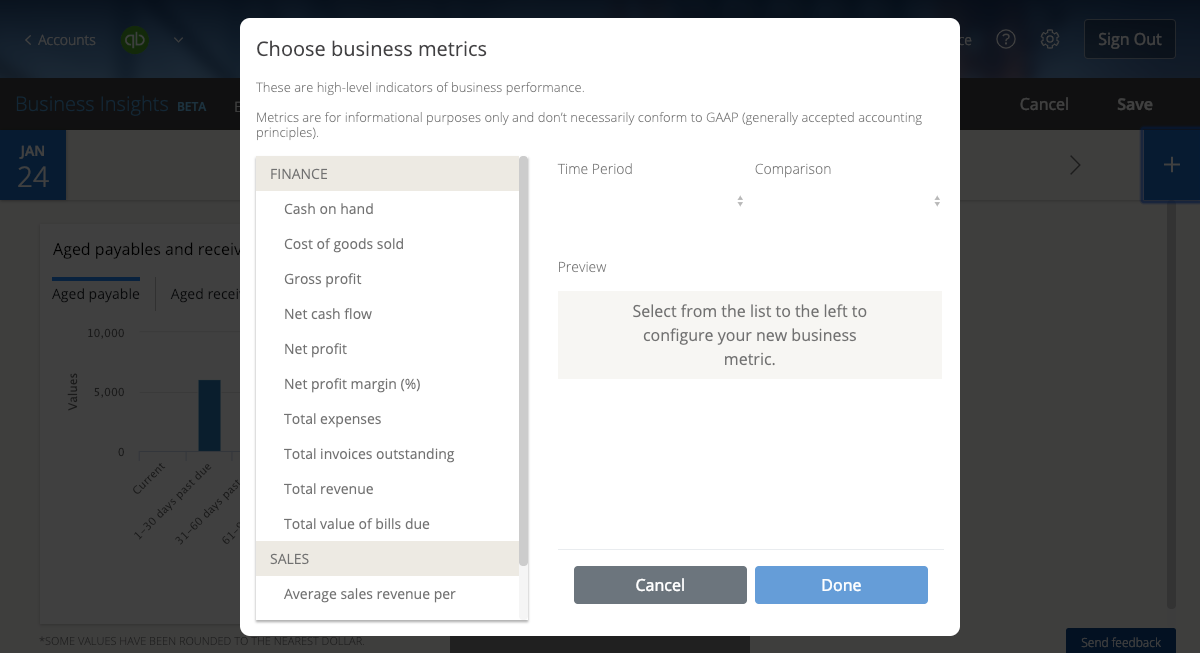 Accounts
qb
Sign Out
Business Insights BETA
Cancel
Save
JAN
24
+
Aged payables and
Aged payable
Aged
10,000
5,000
0
Values
Current
1–30 days past due
31–60 days past
*SOME VALUES HAVE BEEN ROUNDED TO THE NEAREST DOLLAR
Send feedback
Choose business metrics
These are high-level indicators of business performance.
Metrics are for informational purposes only and don't necessarily conform to GAAP (generally accepted accounting
principles).
FINANCE
Cash on hand
Cost of goods sold
Gross profit
Net cash flow
Net profit
Net profit margin (%)
Total expenses
Total invoices outstanding
Total revenue
Total value of bills due
SALES
Average sales revenue per
Time Period
Comparison
Preview
Select from the list to the left to
configure your new business
metric.
Cancel
Done